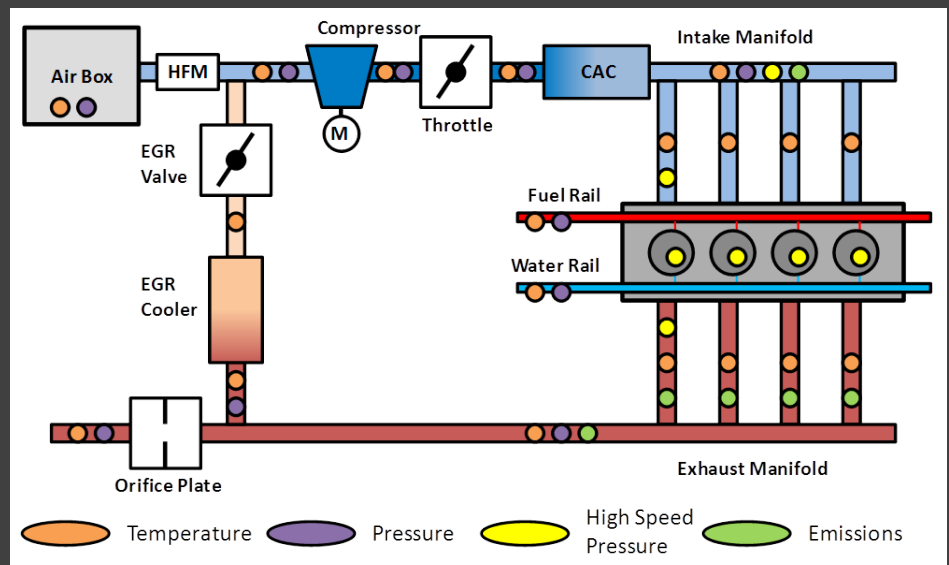 Compressor
Intake Manifold
Air Box
HFM
CAC
M
Throttle
EGR
Valve
Fuel Rail
Water Rail
EGR
Cooler
Exhaust Manifold
Orifice Plate
Temperature
Pressure
High Speed
Pressure
Emissions